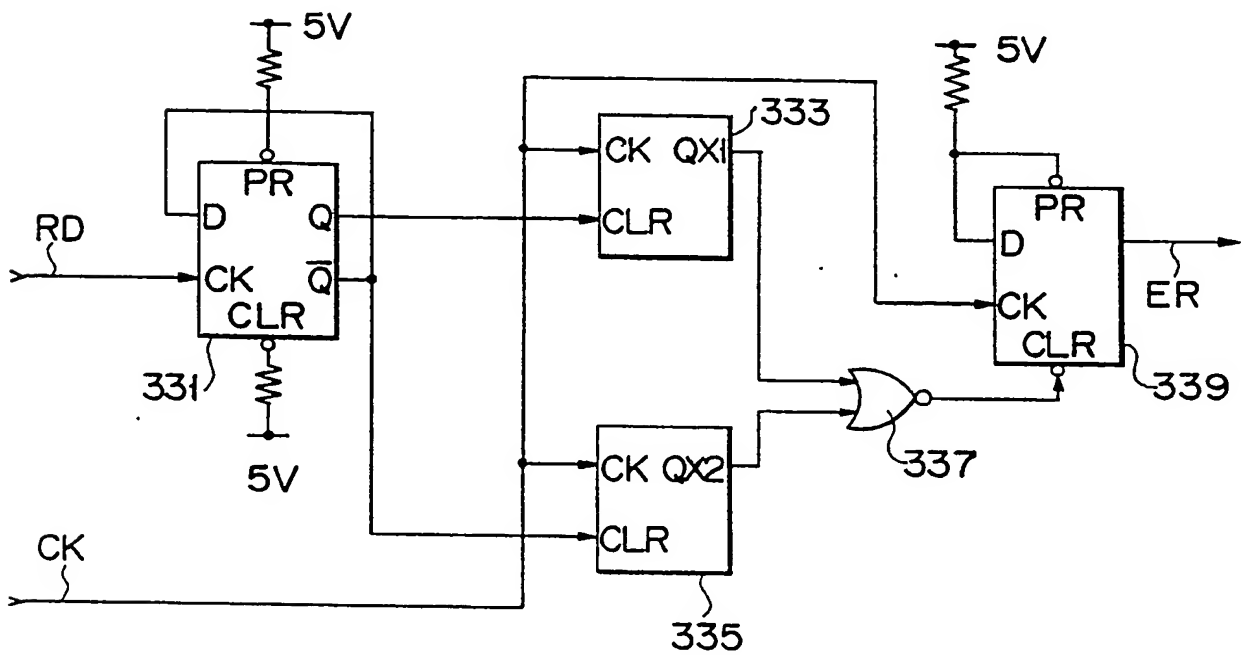 5V
5V
333
CK QX1
PR
PR
D Q
CLR
RD
D
CK Q̅
ER
CLR
CK
CLR
331
339
CK QX2
337
5V
CLR
CK
335